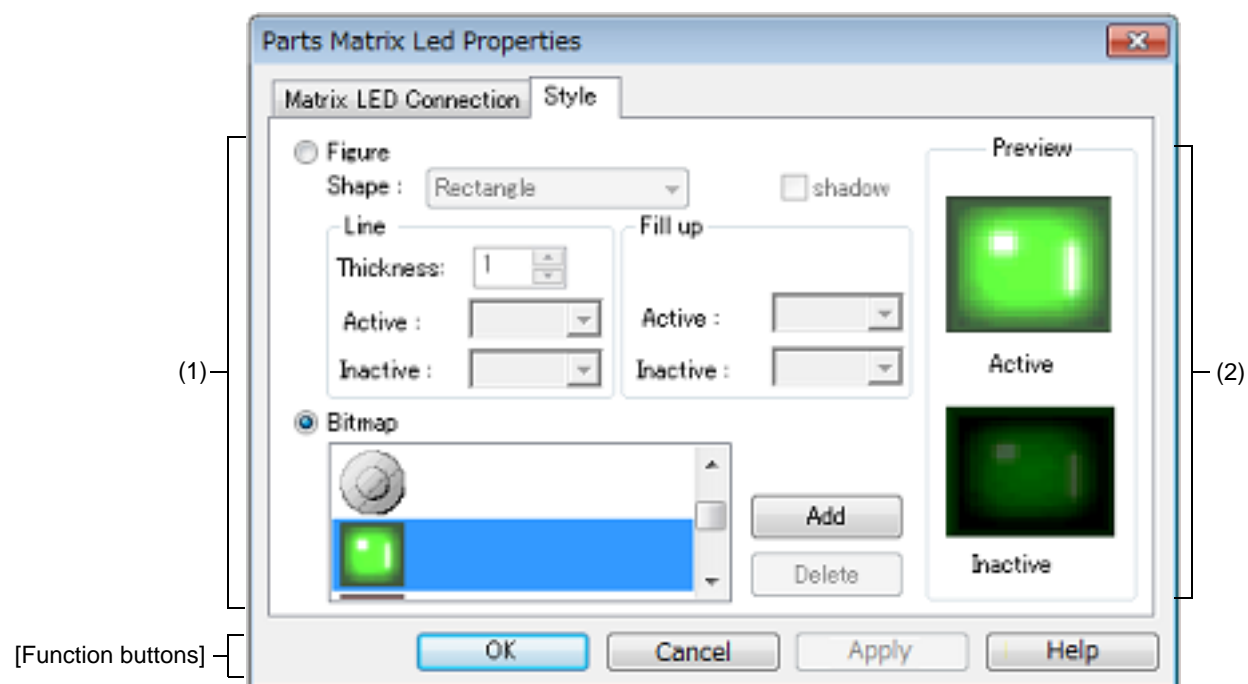 Parts Matrix Led Properties
Matrix LED Connection
Style
Figure
Shape :
Rectangle
shadow
Line
Thickness:
1
Active :
Inactive :
Fill up
Active :
Inactive :
Bitmap
Add
Delete
Preview
Active
Inactive
(1)
(2)
[Function buttons]
OK
Cancel
Apply
Help